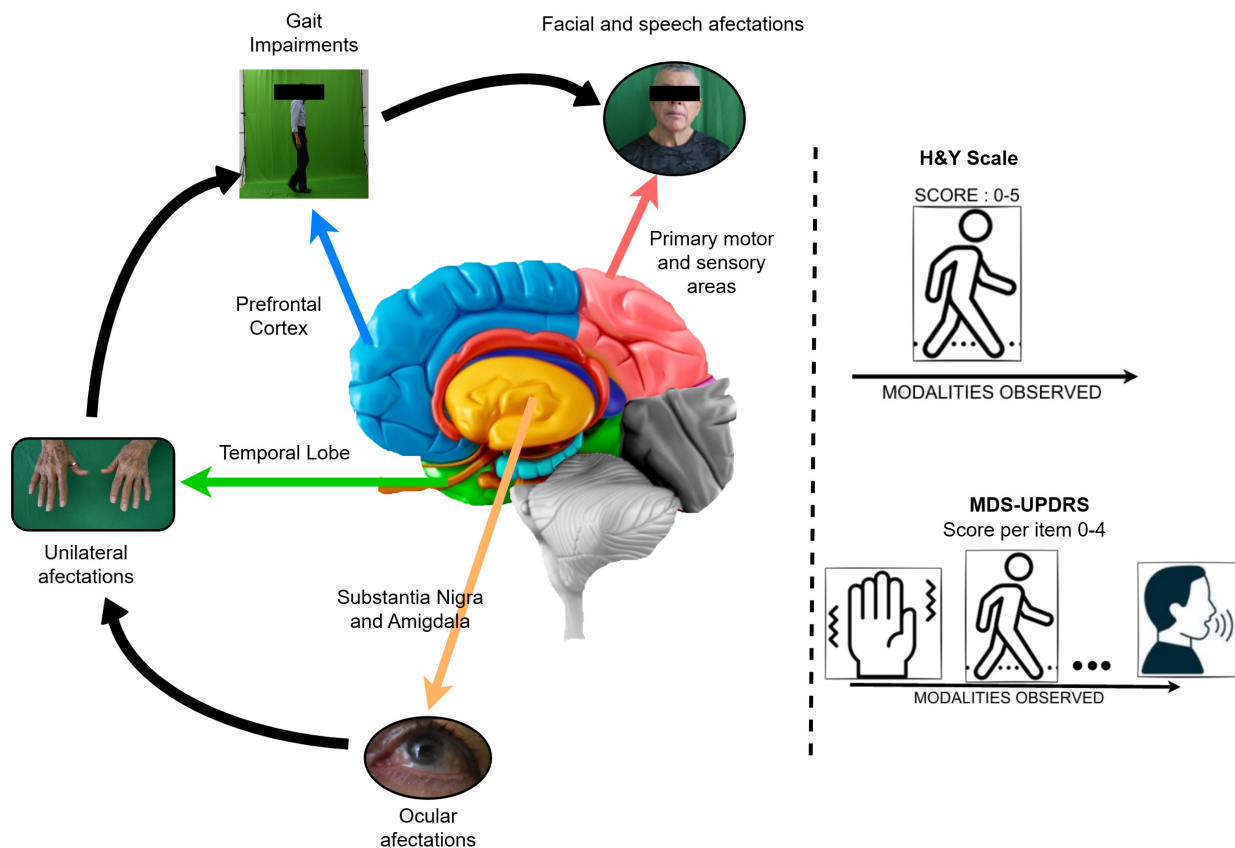 Gait
Impairments
Facial and speech afectations
Prefrontal
Cortex
Primary motor
and sensory
areas
Temporal Lobe
Unilateral
afectations
Substantia Nigra
and Amigdala
Ocular
afectations
H&Y Scale
SCORE : 0-5
MODALITIES OBSERVED
MDS-UPDRS
Score per item 0-4
MODALITIES OBSERVED